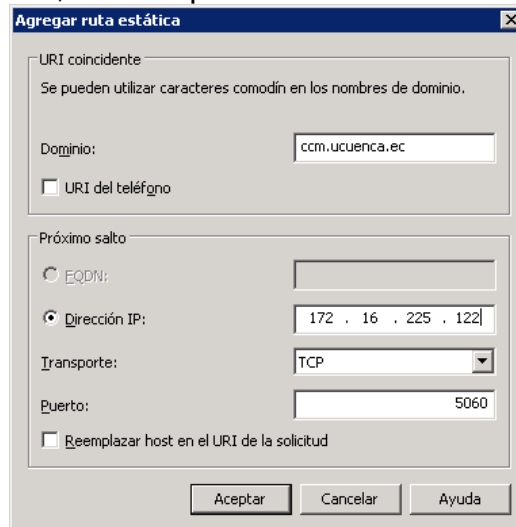 Agregar ruta estática
URI coincidente
Se pueden utilizar caracteres comodín en los nombres de dominio.
Dominio: ccm.ucuenca.ec
URI del teléfono
Próximo salto
FQDN:
Dirección IP: 172 . 16 . 225 . 122
Transporte: TCP
Puerto: 5060
Reemplazar host en el URI de la solicitud
Aceptar Cancelar Ayuda